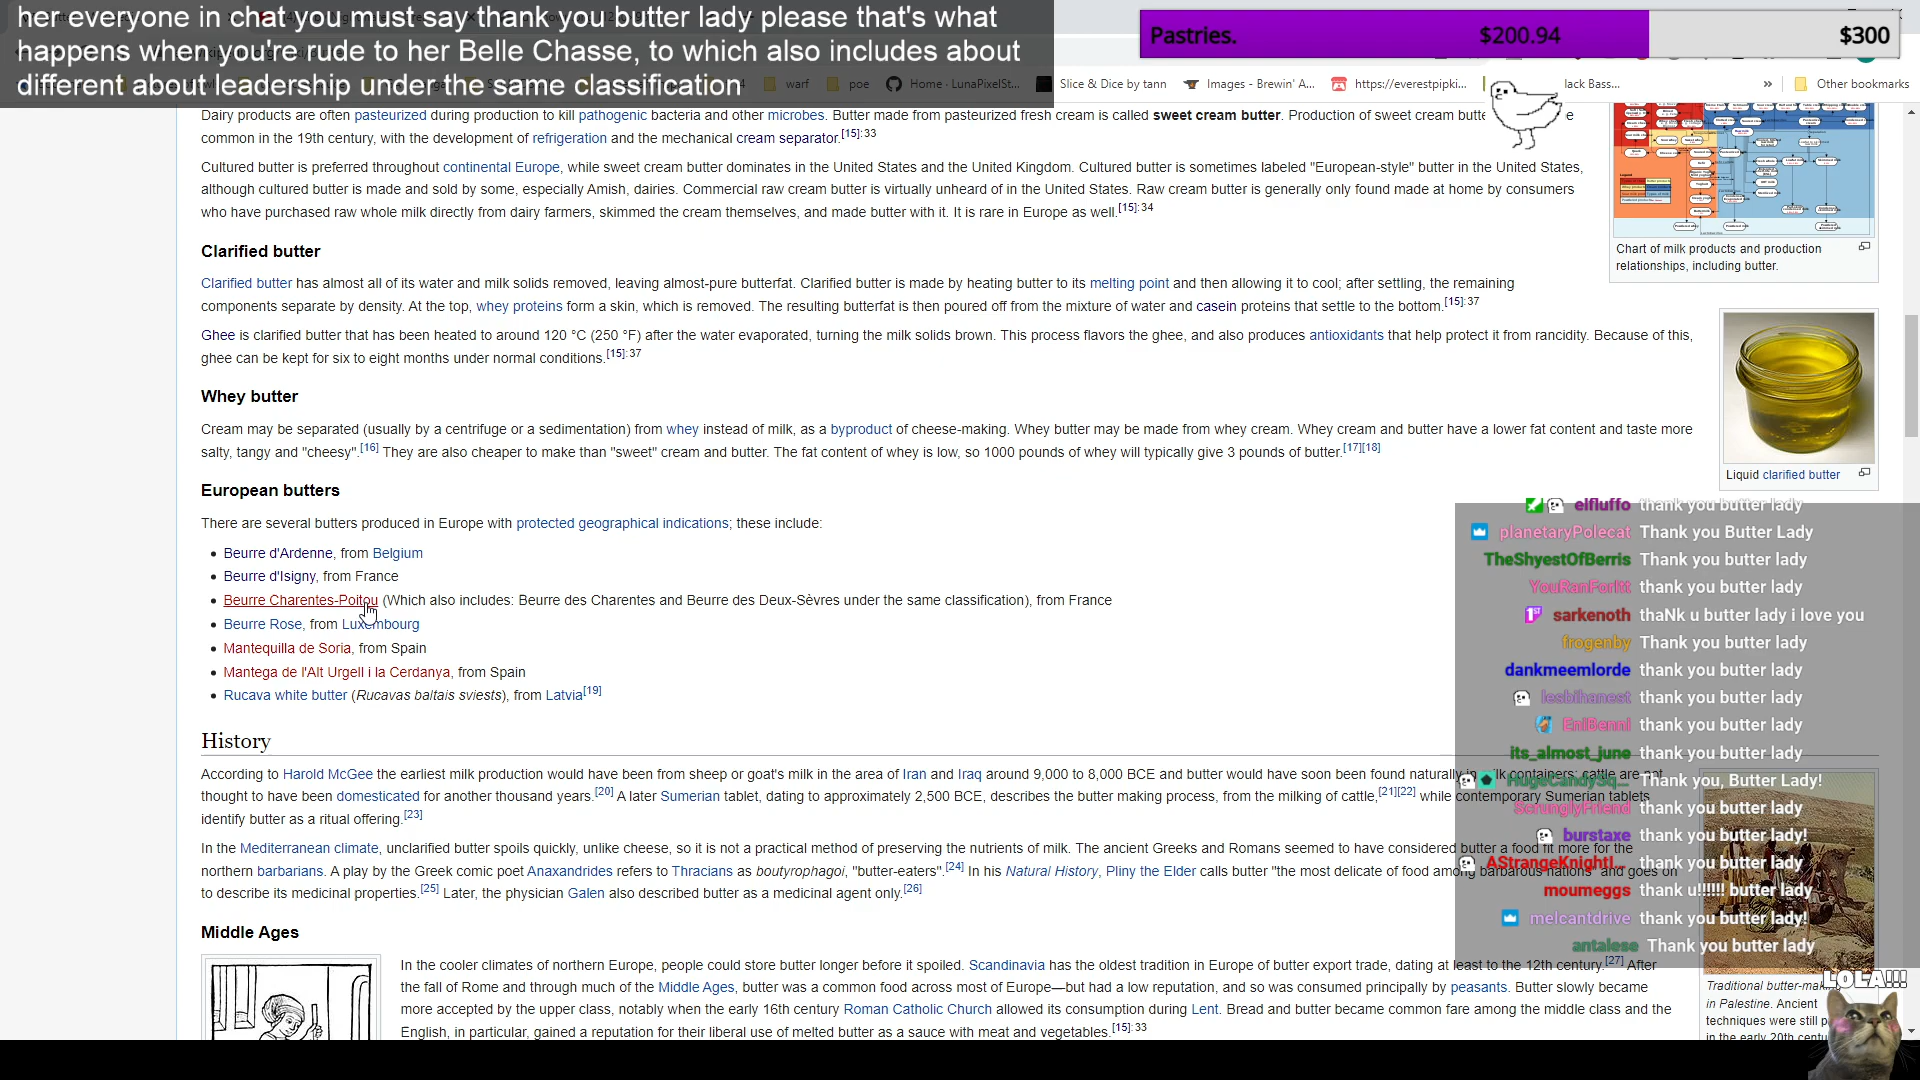 her everyone in chat you must say thank you butter lady please that's what
happens when you're rude to her Belle Chasse, to which also includes about
different about leadership under the same classification
Pastries. $200.94 $300
warf poe Home · LunaPixelSt... Slice & Dice by tann Images - Brewin' A... https://everestpipki... lack Bass... » Other bookmarks
Dairy products are often pasteurized during production to kill pathogenic bacteria and other microbes. Butter made from pasteurized fresh cream is called sweet cream butter. Production of sweet cream butte e
common in the 19th century, with the development of refrigeration and the mechanical cream separator.[15]:33
Cultured butter is preferred throughout continental Europe, while sweet cream butter dominates in the United States and the United Kingdom. Cultured butter is sometimes labeled "European-style" butter in the United States,
although cultured butter is made and sold by some, especially Amish, dairies. Commercial raw cream butter is virtually unheard of in the United States. Raw cream butter is generally only found made at home by consumers
who have purchased raw whole milk directly from dairy farmers, skimmed the cream themselves, and made butter with it. It is rare in Europe as well.[15]:34
Chart of milk products and production
relationships, including butter.
Clarified butter
Clarified butter has almost all of its water and milk solids removed, leaving almost-pure butterfat. Clarified butter is made by heating butter to its melting point and then allowing it to cool; after settling, the remaining
components separate by density. At the top, whey proteins form a skin, which is removed. The resulting butterfat is then poured off from the mixture of water and casein proteins that settle to the bottom.[15]:37
Ghee is clarified butter that has been heated to around 120 °C (250 °F) after the water evaporated, turning the milk solids brown. This process flavors the ghee, and also produces antioxidants that help protect it from rancidity. Because of this,
ghee can be kept for six to eight months under normal conditions.[15]:37
Liquid clarified butter
Whey butter
Cream may be separated (usually by a centrifuge or a sedimentation) from whey instead of milk, as a byproduct of cheese-making. Whey butter may be made from whey cream. Whey cream and butter have a lower fat content and taste more
salty, tangy and "cheesy".[16] They are also cheaper to make than "sweet" cream and butter. The fat content of whey is low, so 1000 pounds of whey will typically give 3 pounds of butter.[17][18]
European butters
There are several butters produced in Europe with protected geographical indications; these include:
• Beurre d'Ardenne, from Belgium
• Beurre d'Isigny, from France
• Beurre Charentes-Poitou (Which also includes: Beurre des Charentes and Beurre des Deux-Sèvres under the same classification), from France
• Beurre Rose, from Luxembourg
• Mantequilla de Soria, from Spain
• Mantega de l'Alt Urgell i la Cerdanya, from Spain
• Rucava white butter (Rucavas baltais sviests), from Latvia[19]
History
According to Harold McGee the earliest milk production would have been from sheep or goat's milk in the area of Iran and Iraq around 9,000 to 8,000 BCE and butter would have soon been found naturally in milk containers; cattle are not
thought to have been domesticated for another thousand years.[20] A later Sumerian tablet, dating to approximately 2,500 BCE, describes the butter making process, from the milking of cattle,[21][22] while contemporary Sumerian tablets
identify butter as a ritual offering.[23]
In the Mediterranean climate, unclarified butter spoils quickly, unlike cheese, so it is not a practical method of preserving the nutrients of milk. The ancient Greeks and Romans seemed to have considered butter a food fit more for the
northern barbarians. A play by the Greek comic poet Anaxandrides refers to Thracians as boutyrophagoi, "butter-eaters".[24] In his Natural History, Pliny the Elder calls butter "the most delicate of food among barbarous nations" and goes on
to describe its medicinal properties.[25] Later, the physician Galen also described butter as a medicinal agent only.[26]
Middle Ages
In the cooler climates of northern Europe, people could store butter longer before it spoiled. Scandinavia has the oldest tradition in Europe of butter export trade, dating at least to the 12th century.[27] After
the fall of Rome and through much of the Middle Ages, butter was a common food across most of Europe—but had a low reputation, and so was consumed principally by peasants. Butter slowly became
more accepted by the upper class, notably when the early 16th century Roman Catholic Church allowed its consumption during Lent. Bread and butter became common fare among the middle class and the
English, in particular, gained a reputation for their liberal use of melted butter as a sauce with meat and vegetables.[15]:33
elfluffo thank you butter lady
planetaryPolecat Thank you Butter Lady
TheShyestOfBerris Thank you butter lady
YouRanForItt thank you butter lady
sarkenoth thaNk u butter lady i love you
frogenby Thank you butter lady
dankmeemlorde thank you butter lady
lesbihanest thank you butter lady
EniBenni thank you butter lady
its_almost_june thank you butter lady
HugeCandySq... Thank you, Butter Lady!
ScrunglyFriend thank you butter lady
burstaxe thank you butter lady!
AStrangeKnightI... thank you butter lady
moumeggs thank u!!!!!! butter lady
melcantdrive thank you butter lady!
antalese Thank you butter lady
Traditional butter-mak
in Palestine. Ancient
techniques were still p
in the early 20th centu
LOLA!!!